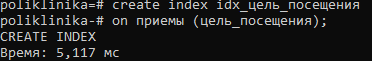 poliklinika=# create index idx_цель_посещения
poliklinika-# on приемы (цель_посещения);
CREATE INDEX
Время: 5,117 мс